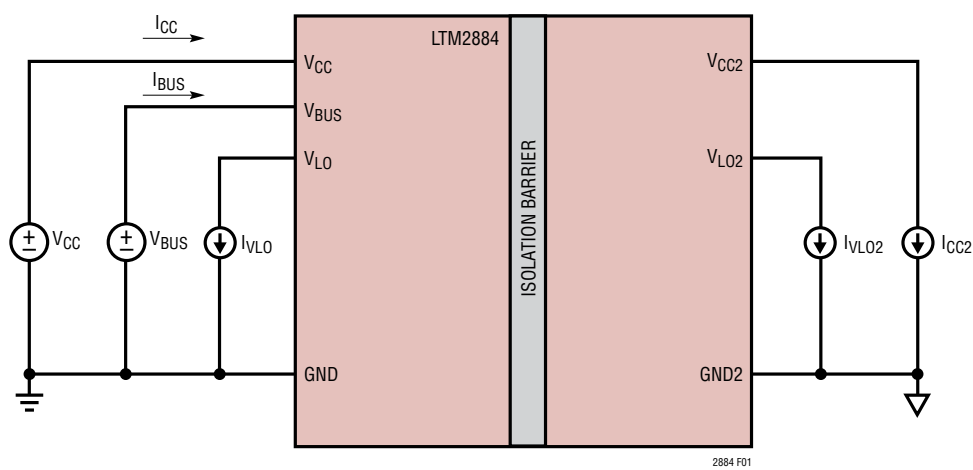 I_CC
LTM2884
V_CC
V_CC2
I_BUS
V_BUS
V_LO
V_LO2
ISOLATION BARRIER
+
−
V_CC
+
−
V_BUS
I_VLO
I_VLO2
I_CC2
GND
GND2
2884 F01